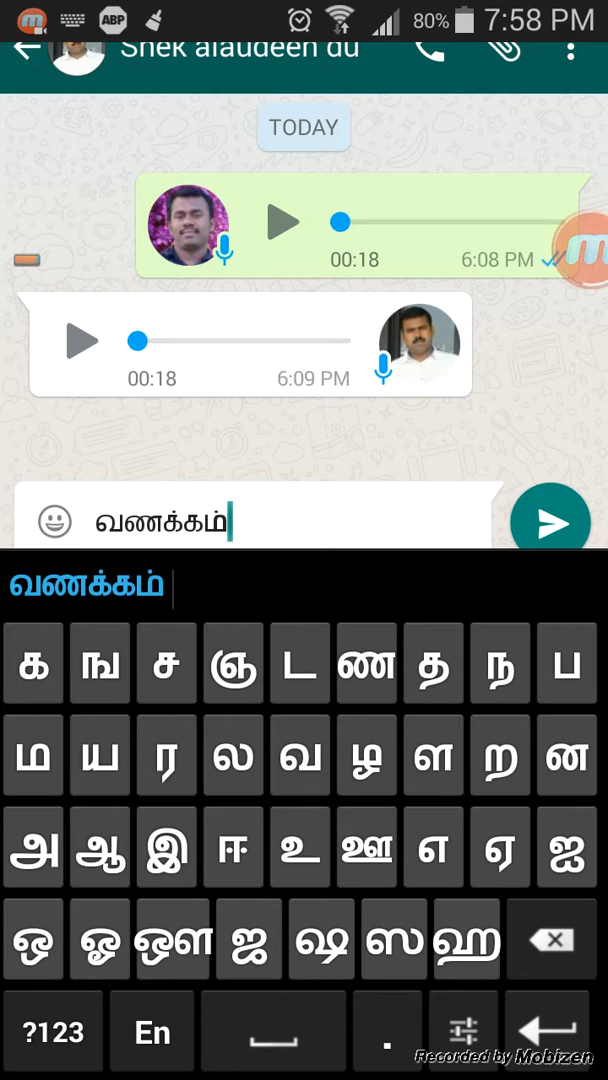 ABP 80% 7:58 PM
Shek alaudeen du
TODAY
00:18 6:08 PM
00:18 6:09 PM
வணக்கம்
வணக்கம்
க ங ச ஞ ட ண த ந ப
ம ய ர ல வ ழ ள ற ன
அ ஆ இ ஈ உ ஊ எ ஏ ஐ
ஒ ஓ ஔ ஜ ஷ ஸ ஹ
?123 En .
Recorded by Mobizen